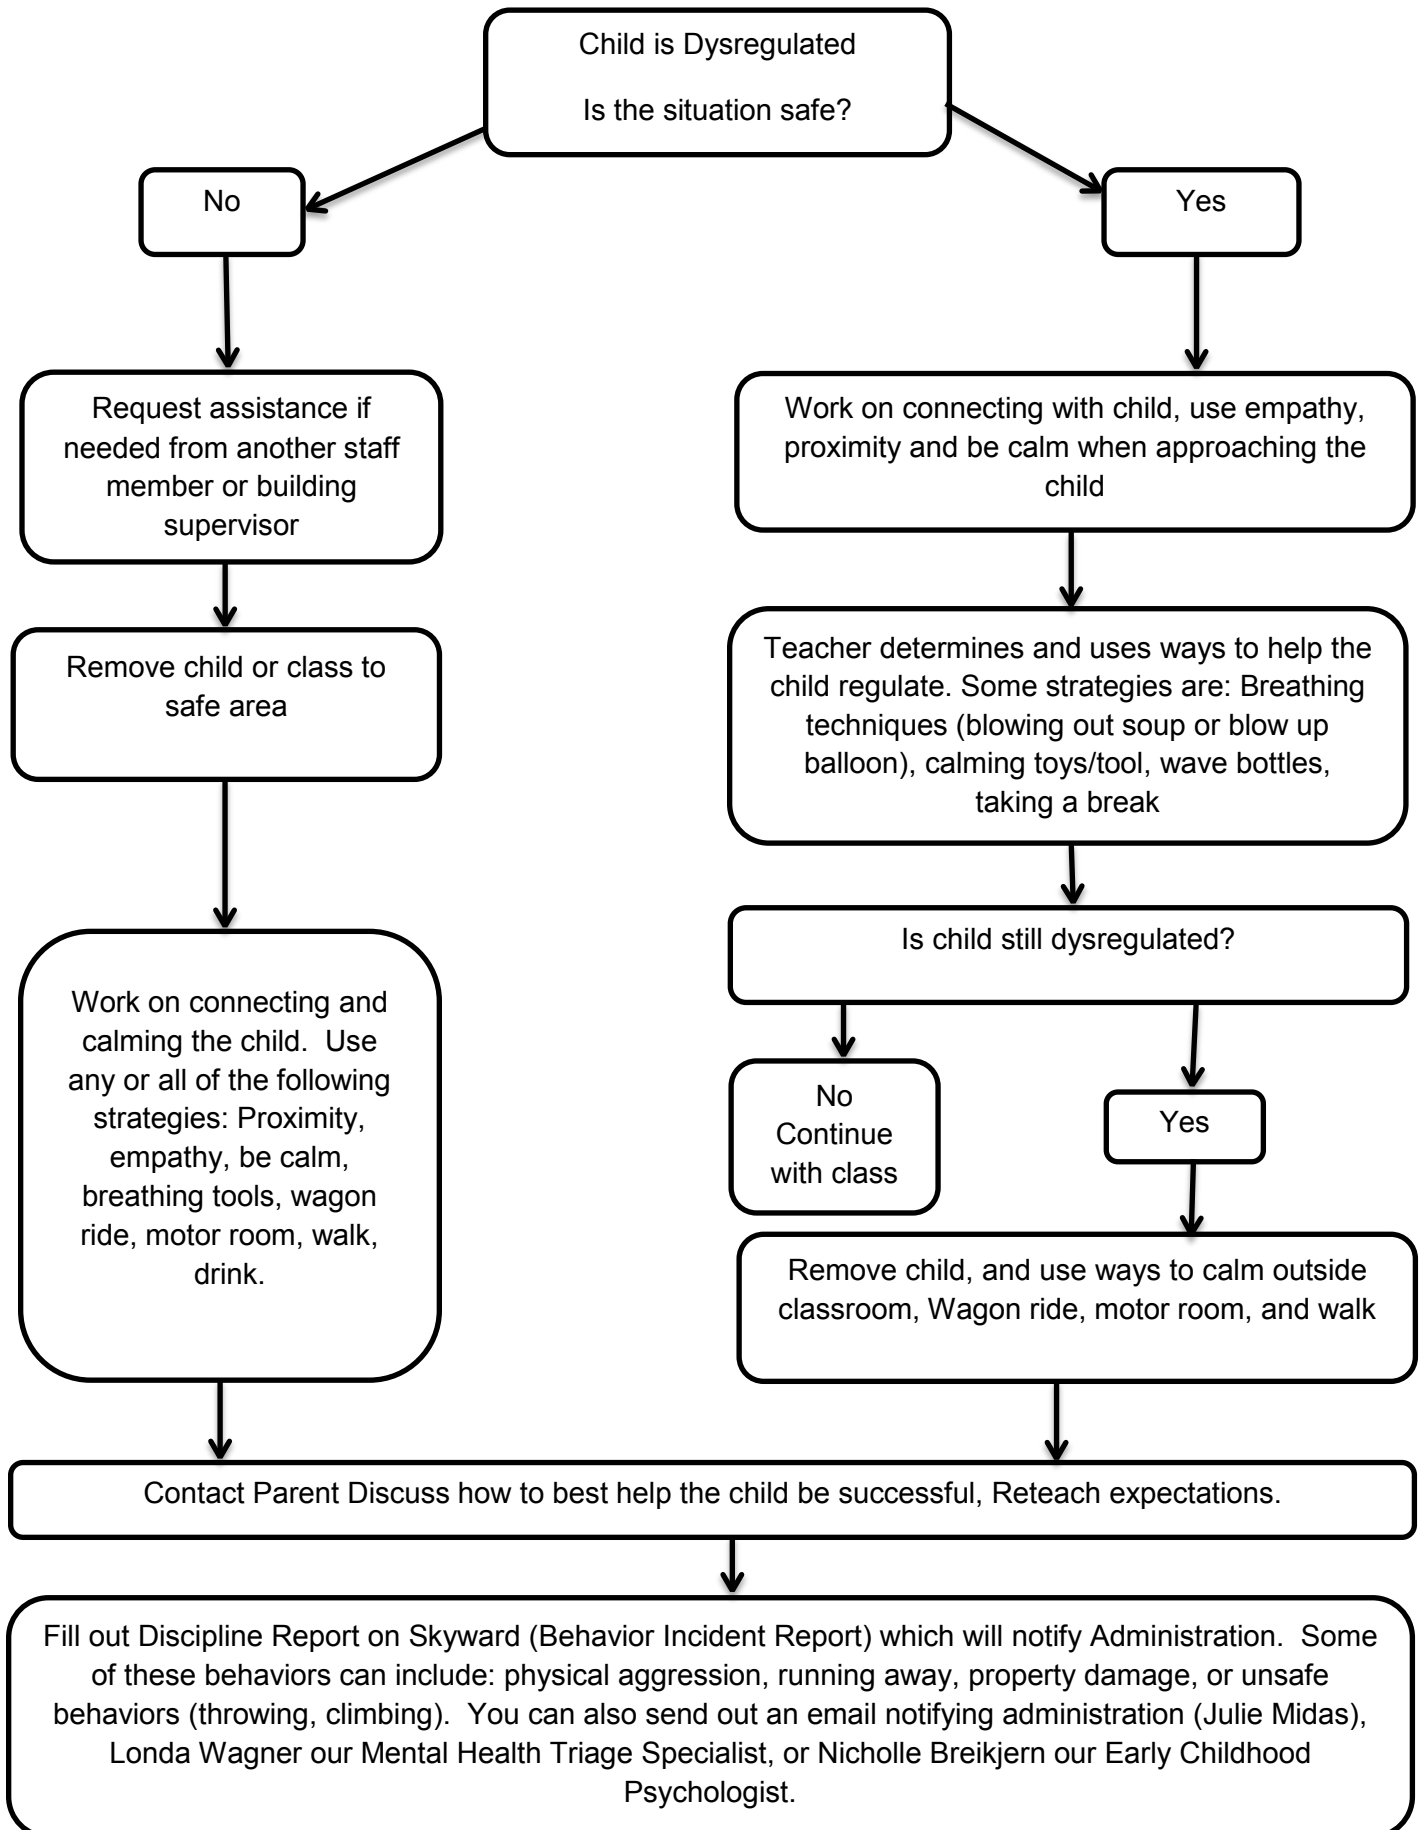 Child is Dysregulated
Is the situation safe?
No
Yes
Request assistance if
needed from another staff
member or building
supervisor
Work on connecting with child, use empathy,
proximity and be calm when approaching the
child
Remove child or class to
safe area
Teacher determines and uses ways to help the
child regulate. Some strategies are: Breathing
techniques (blowing out soup or blow up
balloon), calming toys/tool, wave bottles,
taking a break
Is child still dysregulated?
Work on connecting and
calming the child.  Use
any or all of the following
strategies: Proximity,
empathy, be calm,
breathing tools, wagon
ride, motor room, walk,
drink.
No
Continue
with class
Yes
Remove child, and use ways to calm outside
classroom, Wagon ride, motor room, and walk
Contact Parent Discuss how to best help the child be successful, Reteach expectations.
Fill out Discipline Report on Skyward (Behavior Incident Report) which will notify Administration.  Some
of these behaviors can include: physical aggression, running away, property damage, or unsafe
behaviors (throwing, climbing).  You can also send out an email notifying administration (Julie Midas),
Londa Wagner our Mental Health Triage Specialist, or Nicholle Breikjern our Early Childhood
Psychologist.